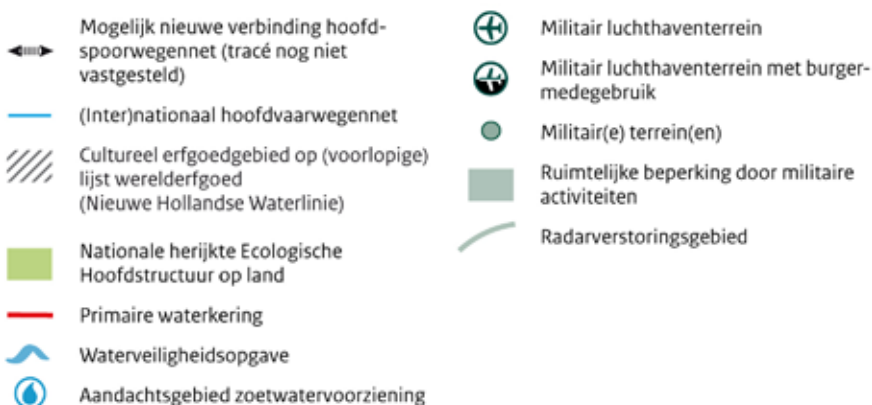 Mogelijk nieuwe verbinding hoofd-
spoorwegennet (tracé nog niet
vastgesteld)
(Inter)nationaal hoofdvaarwegennet
Cultureel erfgoedgebied op (voorlopige)
lijst werelderfgoed
(Nieuwe Hollandse Waterlinie)
Nationale herijkte Ecologische
Hoofdstructuur op land
Primaire waterkering
Waterveiligheidsopgave
Aandachtsgebied zoetwatervoorziening
Militair luchthaventerrein
Militair luchthaventerrein met burger-
medegebruik
Militair(e) terrein(en)
Ruimtelijke beperking door militaire
activiteiten
Radarverstoringsgebied